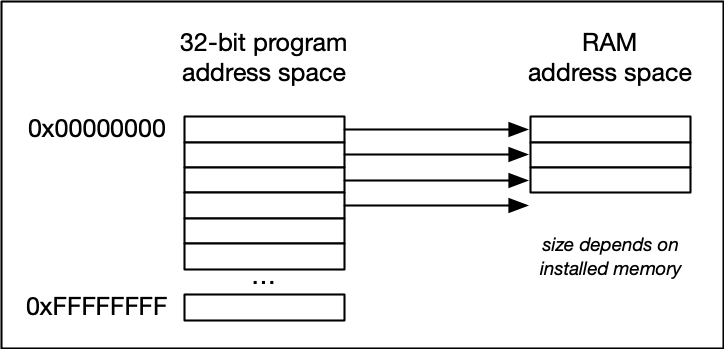 32-bit program
address space
RAM
address space
0x00000000
size depends on
installed memory
...
0xFFFFFFFF